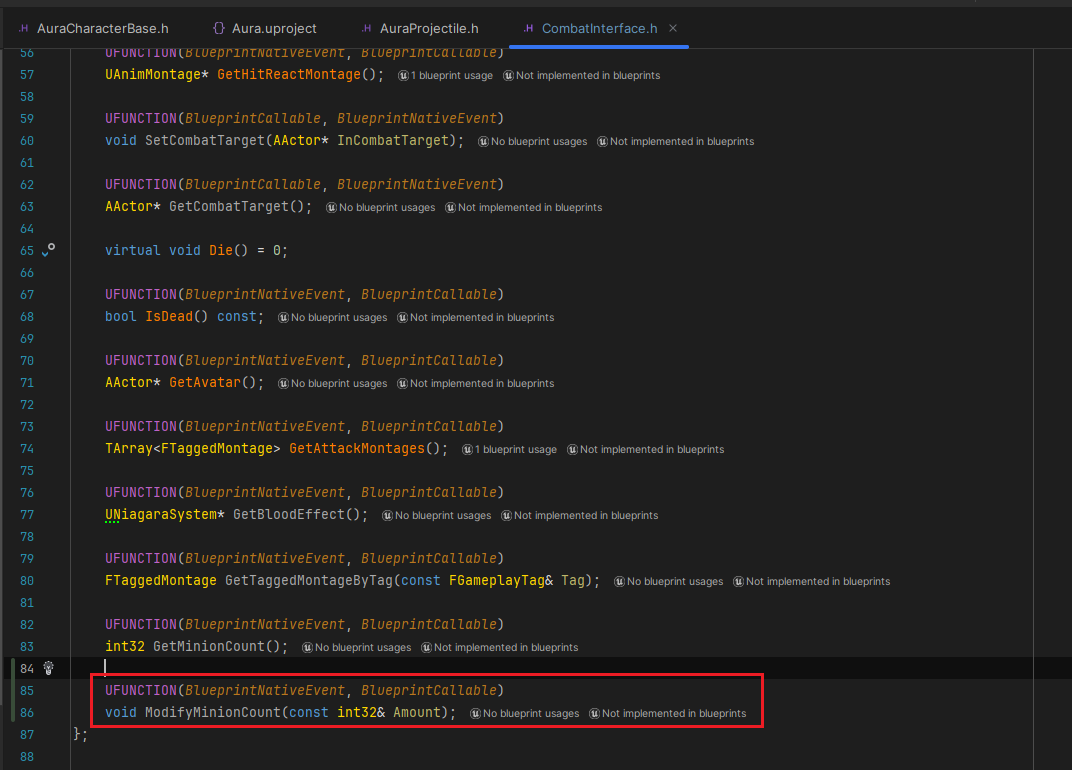 AuraCharacterBase.h Aura.uproject AuraProjectile.h CombatInterface.h
56 UFUNCTION(BlueprintNativeEvent, BlueprintCallable)
57 UAnimMontage* GetHitReactMontage(); 1 blueprint usage Not implemented in blueprints
58
59 UFUNCTION(BlueprintCallable, BlueprintNativeEvent)
60 void SetCombatTarget(AActor* InCombatTarget); No blueprint usages Not implemented in blueprints
61
62 UFUNCTION(BlueprintCallable, BlueprintNativeEvent)
63 AActor* GetCombatTarget(); No blueprint usages Not implemented in blueprints
64
65 virtual void Die() = 0;
66
67 UFUNCTION(BlueprintNativeEvent, BlueprintCallable)
68 bool IsDead() const; No blueprint usages Not implemented in blueprints
69
70 UFUNCTION(BlueprintNativeEvent, BlueprintCallable)
71 AActor* GetAvatar(); No blueprint usages Not implemented in blueprints
72
73 UFUNCTION(BlueprintNativeEvent, BlueprintCallable)
74 TArray<FTaggedMontage> GetAttackMontages(); 1 blueprint usage Not implemented in blueprints
75
76 UFUNCTION(BlueprintNativeEvent, BlueprintCallable)
77 UNiagaraSystem* GetBloodEffect(); No blueprint usages Not implemented in blueprints
78
79 UFUNCTION(BlueprintNativeEvent, BlueprintCallable)
80 FTaggedMontage GetTaggedMontageByTag(const FGameplayTag& Tag); No blueprint usages Not implemented in blueprints
81
82 UFUNCTION(BlueprintNativeEvent, BlueprintCallable)
83 int32 GetMinionCount(); No blueprint usages Not implemented in blueprints
84
85 UFUNCTION(BlueprintNativeEvent, BlueprintCallable)
86 void ModifyMinionCount(const int32& Amount); No blueprint usages Not implemented in blueprints
87 };
88